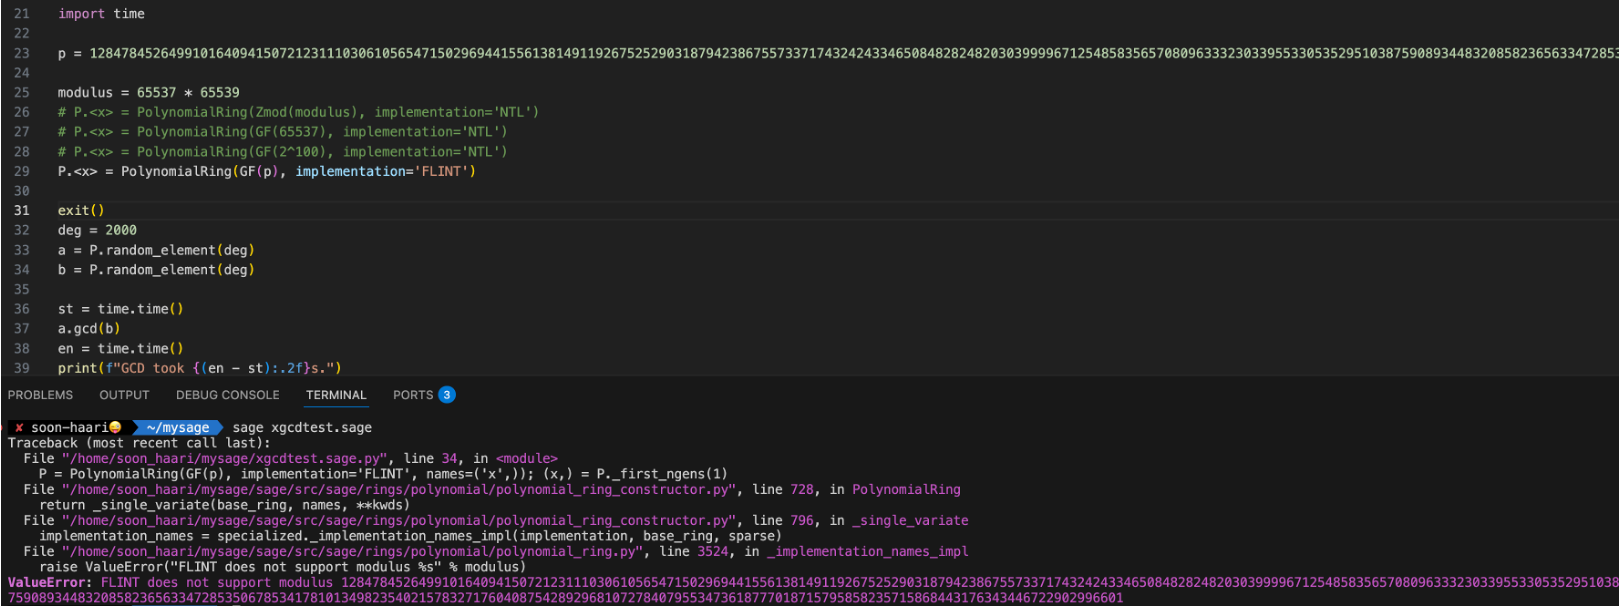 21 import time
22
23 p = 12847845264991016409415072123111030610565471502969441556138149119267525290318794238675573371743242433465084828248203039999671254858356570809633323033955330535295103875908934483208582365633472853
24
25 modulus = 65537 * 65539
26 # P.<x> = PolynomialRing(Zmod(modulus), implementation='NTL')
27 # P.<x> = PolynomialRing(GF(65537), implementation='NTL')
28 # P.<x> = PolynomialRing(GF(2^100), implementation='NTL')
29 P.<x> = PolynomialRing(GF(p), implementation='FLINT')
30
31 exit()
32 deg = 2000
33 a = P.random_element(deg)
34 b = P.random_element(deg)
35
36 st = time.time()
37 a.gcd(b)
38 en = time.time()
39 print(f"GCD took {(en - st):.2f}s.")
PROBLEMS OUTPUT DEBUG CONSOLE TERMINAL PORTS 3
✘ soon-haari😜 ~/mysage sage xgcdtest.sage
Traceback (most recent call last):
File "/home/soon_haari/mysage/xgcdtest.sage.py", line 34, in <module>
P = PolynomialRing(GF(p), implementation='FLINT', names=('x',)); (x,) = P._first_ngens(1)
File "/home/soon_haari/mysage/sage/src/sage/rings/polynomial/polynomial_ring_constructor.py", line 728, in PolynomialRing
return _single_variate(base_ring, names, **kwds)
File "/home/soon_haari/mysage/sage/src/sage/rings/polynomial/polynomial_ring_constructor.py", line 796, in _single_variate
implementation_names = specialized._implementation_names_impl(implementation, base_ring, sparse)
File "/home/soon_haari/mysage/sage/src/sage/rings/polynomial/polynomial_ring.py", line 3524, in _implementation_names_impl
raise ValueError("FLINT does not support modulus %s" % modulus)
ValueError: FLINT does not support modulus 128478452649910164094150721231110306105654715029694415561381491192675252903187942386755733717432424334650848282482030399996712548583565708096333230339553305352951038
75908934483208582365633472853506785341781013498235402157832717604087542892968107278407955347361877701871579585823571586844317634344672290299​6601